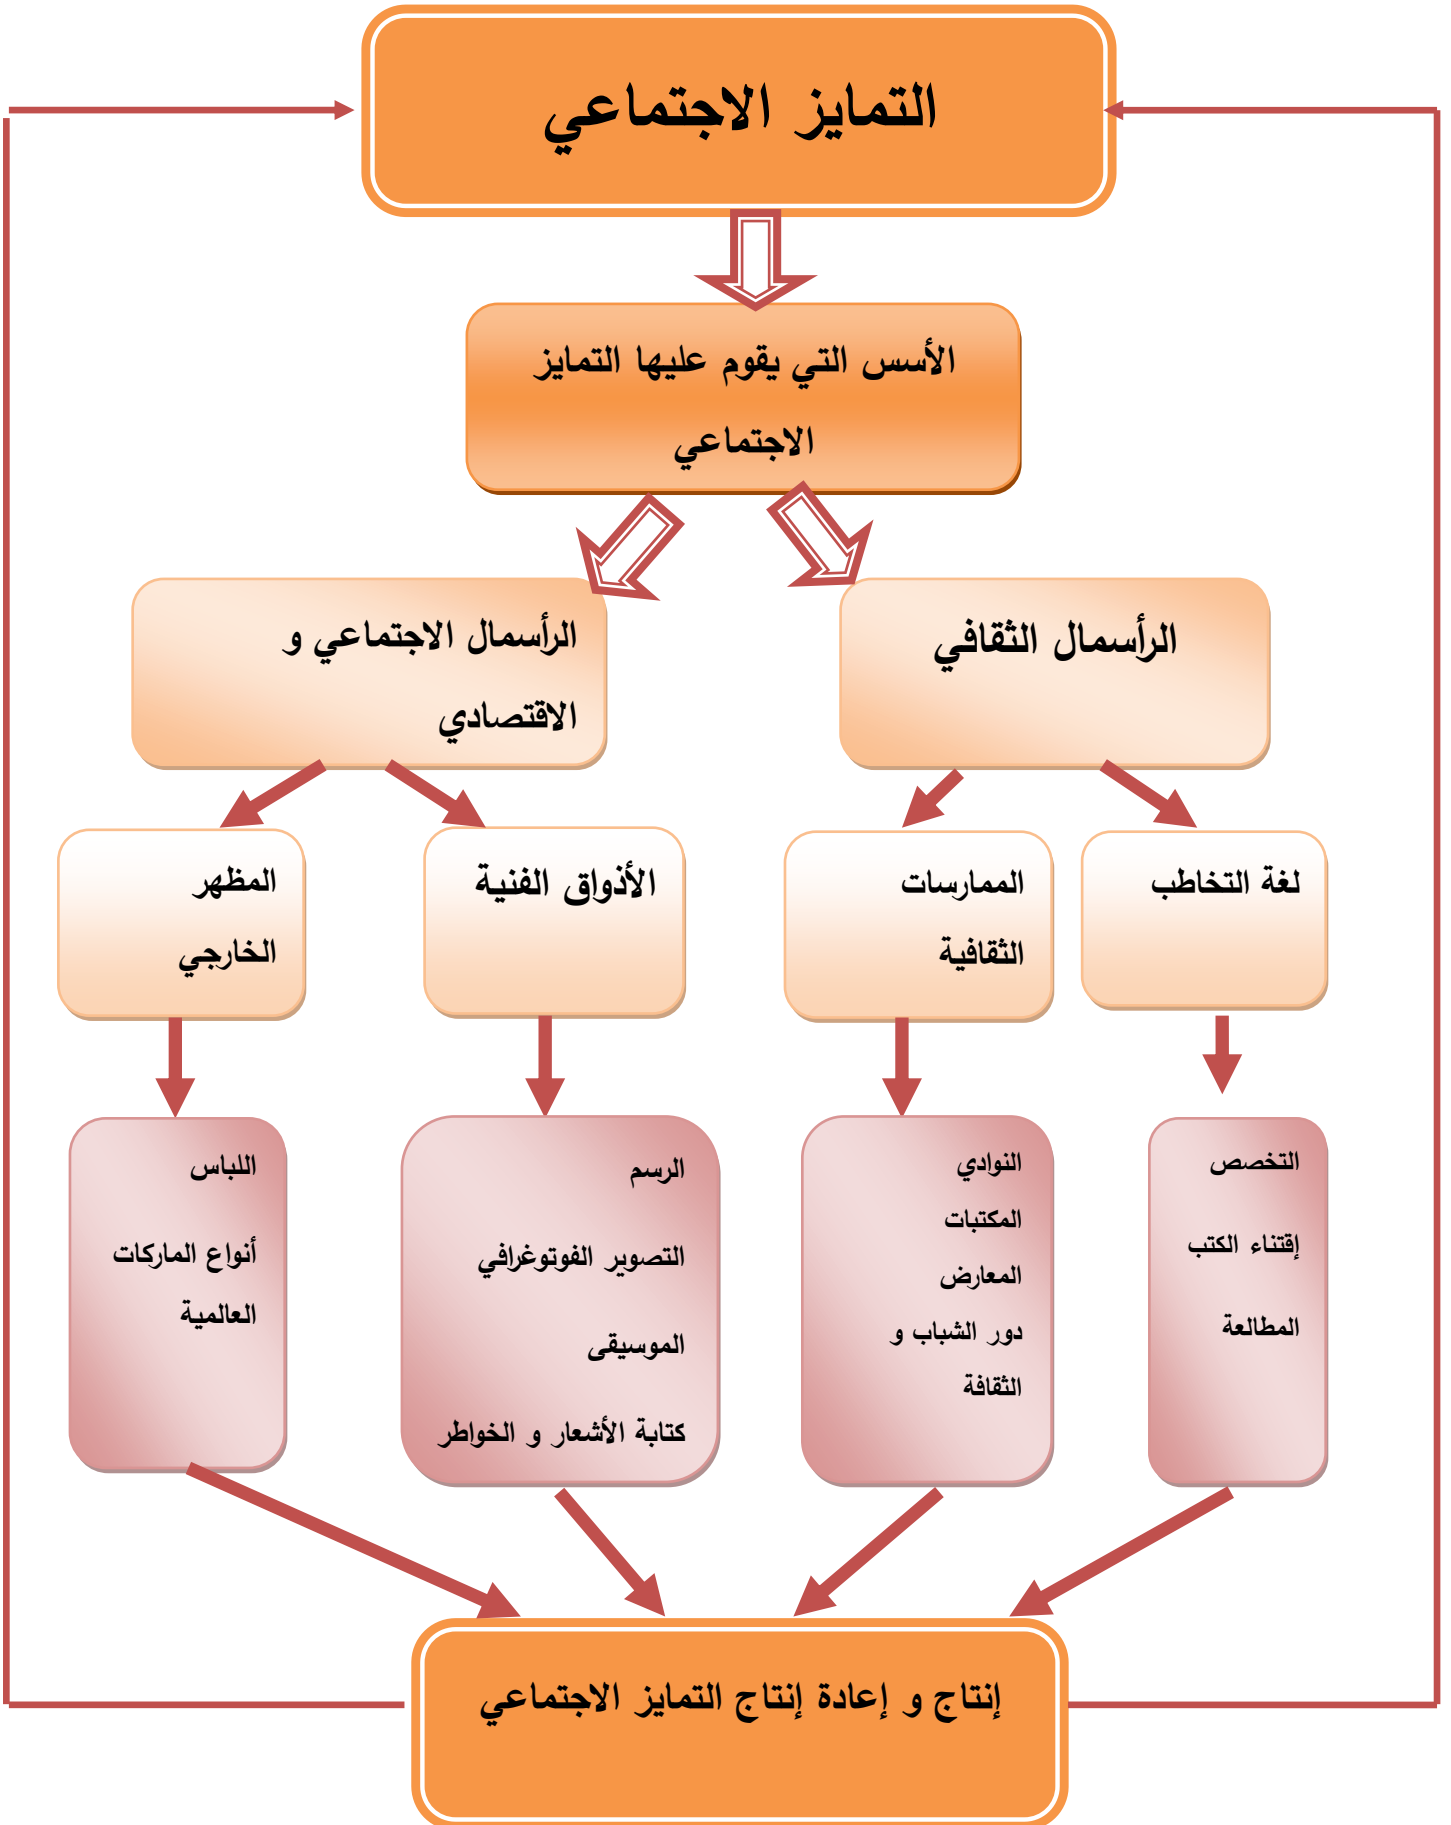 التمايز الاجتماعي
الأسس التي يقوم عليها التمايز
الاجتماعي
الرأسمال الثقافي
الرأسمال الاجتماعي و
الاقتصادي
لغة التخاطب
الممارسات
الثقافية
الأذواق الفنية
المظهر
الخارجي
التخصص
إقتناء الكتب
المطالعة
النوادي
المكتبات
المعارض
دور الشباب و
الثقافة
الرسم
التصوير الفوتوغرافي
الموسيقى
كتابة الأشعار و الخواطر
اللباس
أنواع الماركات
العالمية
إنتاج و إعادة إنتاج التمايز الاجتماعي